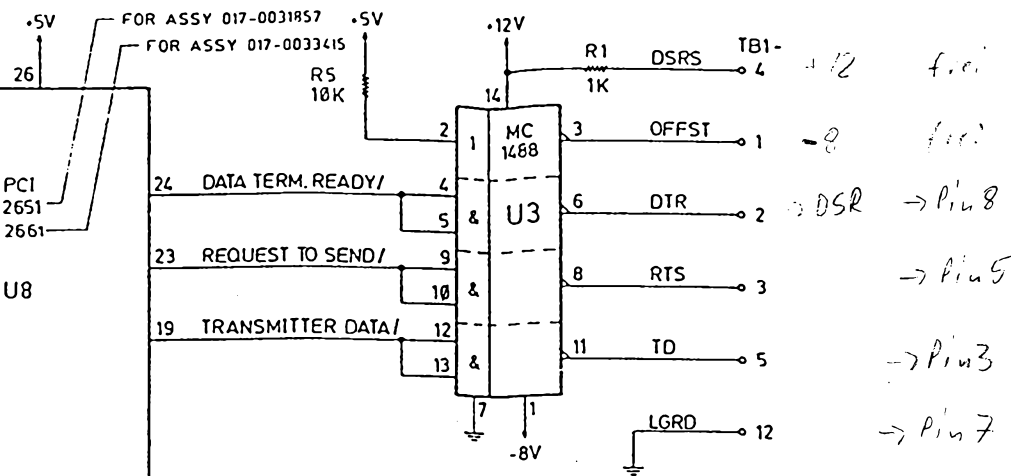 +5V
FOR ASSY 017-0031857
+5V
FOR ASSY 017-0033415
+12V
26
R5
10K
R1
1K
DSRS
TB1-
4
+12 frei
14
2
1
MC
1488
3
OFFST
1
-8 frei
PCI
2651
2661
24
DATA TERM. READY/
4
5
&
U3
6
DTR
2
DSR → Pin 8
U8
23
REQUEST TO SEND/
9
10
&
8
RTS
3
→ Pin 5
19
TRANSMITTER DATA/
12
13
&
11
TD
5
→ Pin 3
7
1
-8V
LGRD
12
→ Pin 7